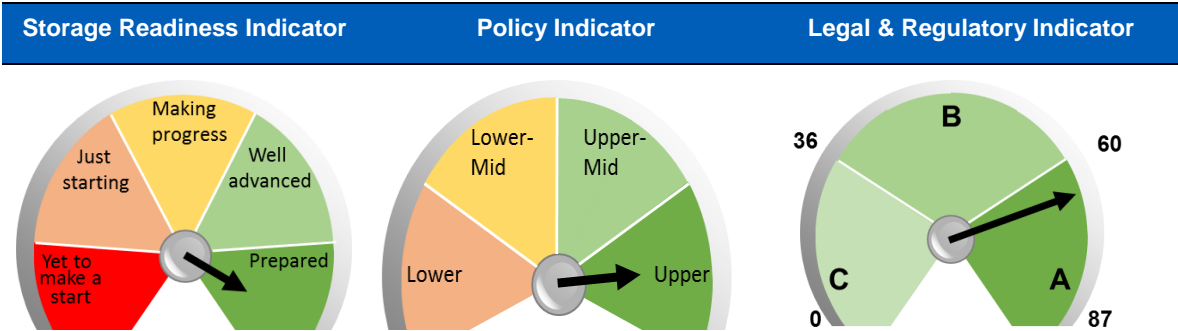 Storage Readiness Indicator
Policy Indicator
Legal & Regulatory Indicator
Making
progress
Just
starting
Well
advanced
Yet to
make a
start
Prepared
Lower-
Mid
Upper-
Mid
Lower
Upper
B
36
60
C
A
0
87